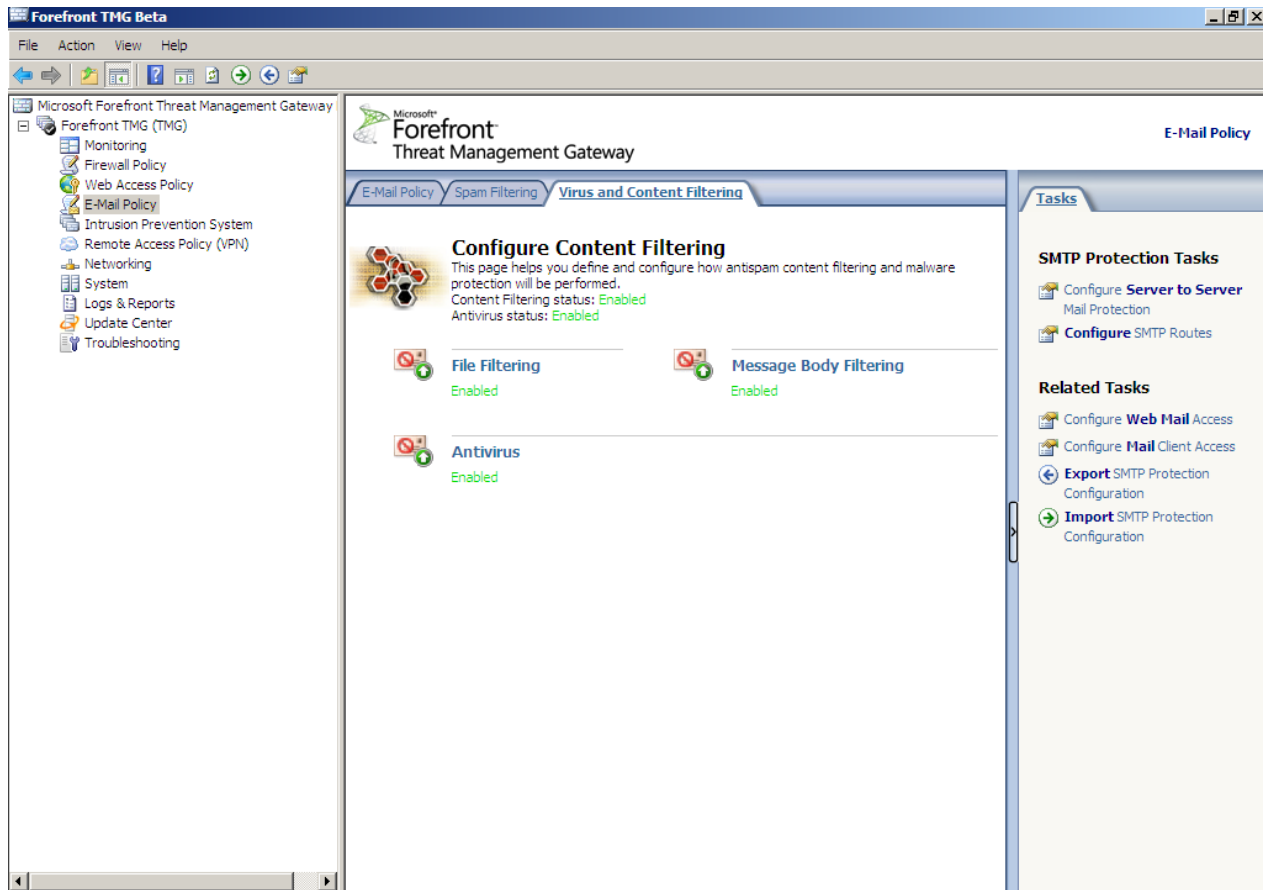 Forefront TMG Beta
File Action View Help
Microsoft Forefront Threat Management Gateway
Forefront TMG (TMG)
Monitoring
Firewall Policy
Web Access Policy
E-Mail Policy
Intrusion Prevention System
Remote Access Policy (VPN)
Networking
System
Logs & Reports
Update Center
Troubleshooting
Microsoft®
Forefront™
Threat Management Gateway
E-Mail Policy
E-Mail Policy Spam Filtering Virus and Content Filtering
Configure Content Filtering
This page helps you define and configure how antispam content filtering and malware
protection will be performed.
Content Filtering status: Enabled
Antivirus status: Enabled
File Filtering
Enabled
Message Body Filtering
Enabled
Antivirus
Enabled
Tasks
SMTP Protection Tasks
Configure Server to Server
Mail Protection
Configure SMTP Routes
Related Tasks
Configure Web Mail Access
Configure Mail Client Access
Export SMTP Protection
Configuration
Import SMTP Protection
Configuration